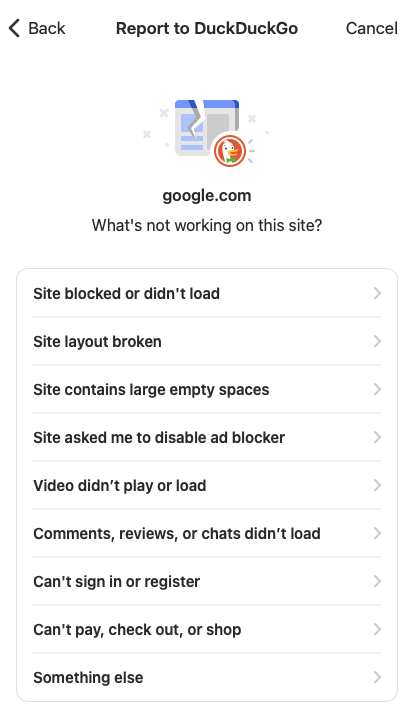 Back
Report to DuckDuckGo
Cancel
google.com
What's not working on this site?
Site blocked or didn't load
Site layout broken
Site contains large empty spaces
Site asked me to disable ad blocker
Video didn’t play or load
Comments, reviews, or chats didn’t load
Can't sign in or register
Can't pay, check out, or shop
Something else